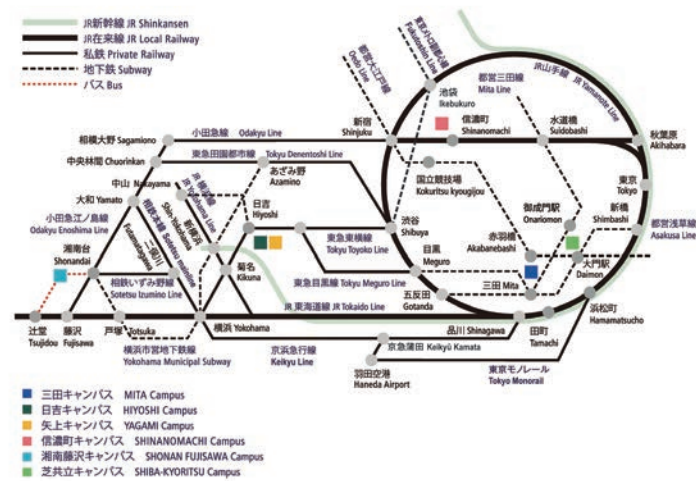 JR新幹線 JR Shinkansen
JR在来線 JR Local Railway
私鉄 Private Railway
地下鉄 Subway
バス Bus
東京メトロ副都心線
Fukutoshin Line
都営大江戸線
Oedo Line
池袋
Ikebukuro
都営三田線
Mita Line
JR山手線 JR Yamanote Line
信濃町
Shinanomachi
水道橋
Suidobashi
新宿
Shinjuku
秋葉原
Akihabara
相模大野 Sagamiono
小田急線 Odakyu Line
中央林間 Chuorinkan
東急田園都市線 Tokyu Denentoshi Line
あざみ野
Azamino
国立競技場
Kokuritsu kyougijou
東京
Tokyo
中山 Nakayama
JR横浜線
JR Yokohama Line
新横浜
Shin-Yokohama
大和 Yamato
相鉄本線 Sotetsu mainline
二俣川
Futamatagawa
日吉
Hiyoshi
御成門駅
Onariomon
新橋
Shimbashi
都営浅草線
Asakusa Line
小田急江ノ島線
Odakyu Enoshima Line
渋谷
Shibuya
赤羽橋
Akabanebashi
東急東横線
Tokyu Toyoko Line
目黒
Meguro
大門駅
Daimon
湘南台
Shonandai
菊名
Kikuna
東急目黒線 Tokyu Meguro Line
相鉄いずみ野線
Sotetsu Izumino Line
五反田
Gotanda
三田 Mita
浜松町
Hamamatsucho
JR東海道線 JR Tokaido Line
辻堂
Tsujidou
藤沢
Fujisawa
戸塚
Totsuka
横浜 Yokohama
品川 Shinagawa
田町
Tamachi
横浜市営地下鉄線
Yokohama Municipal Subway
京浜急行線
Keikyu Line
京急蒲田 Keikyū Kamata
羽田空港
Haneda Airport
東京モノレール
Tokyo Monorail
三田キャンパス MITA Campus
日吉キャンパス HIYOSHI Campus
矢上キャンパス YAGAMI Campus
信濃町キャンパス SHINANOMACHI Campus
湘南藤沢キャンパス SHONAN FUJISAWA Campus
芝共立キャンパス SHIBA-KYORITSU Campus